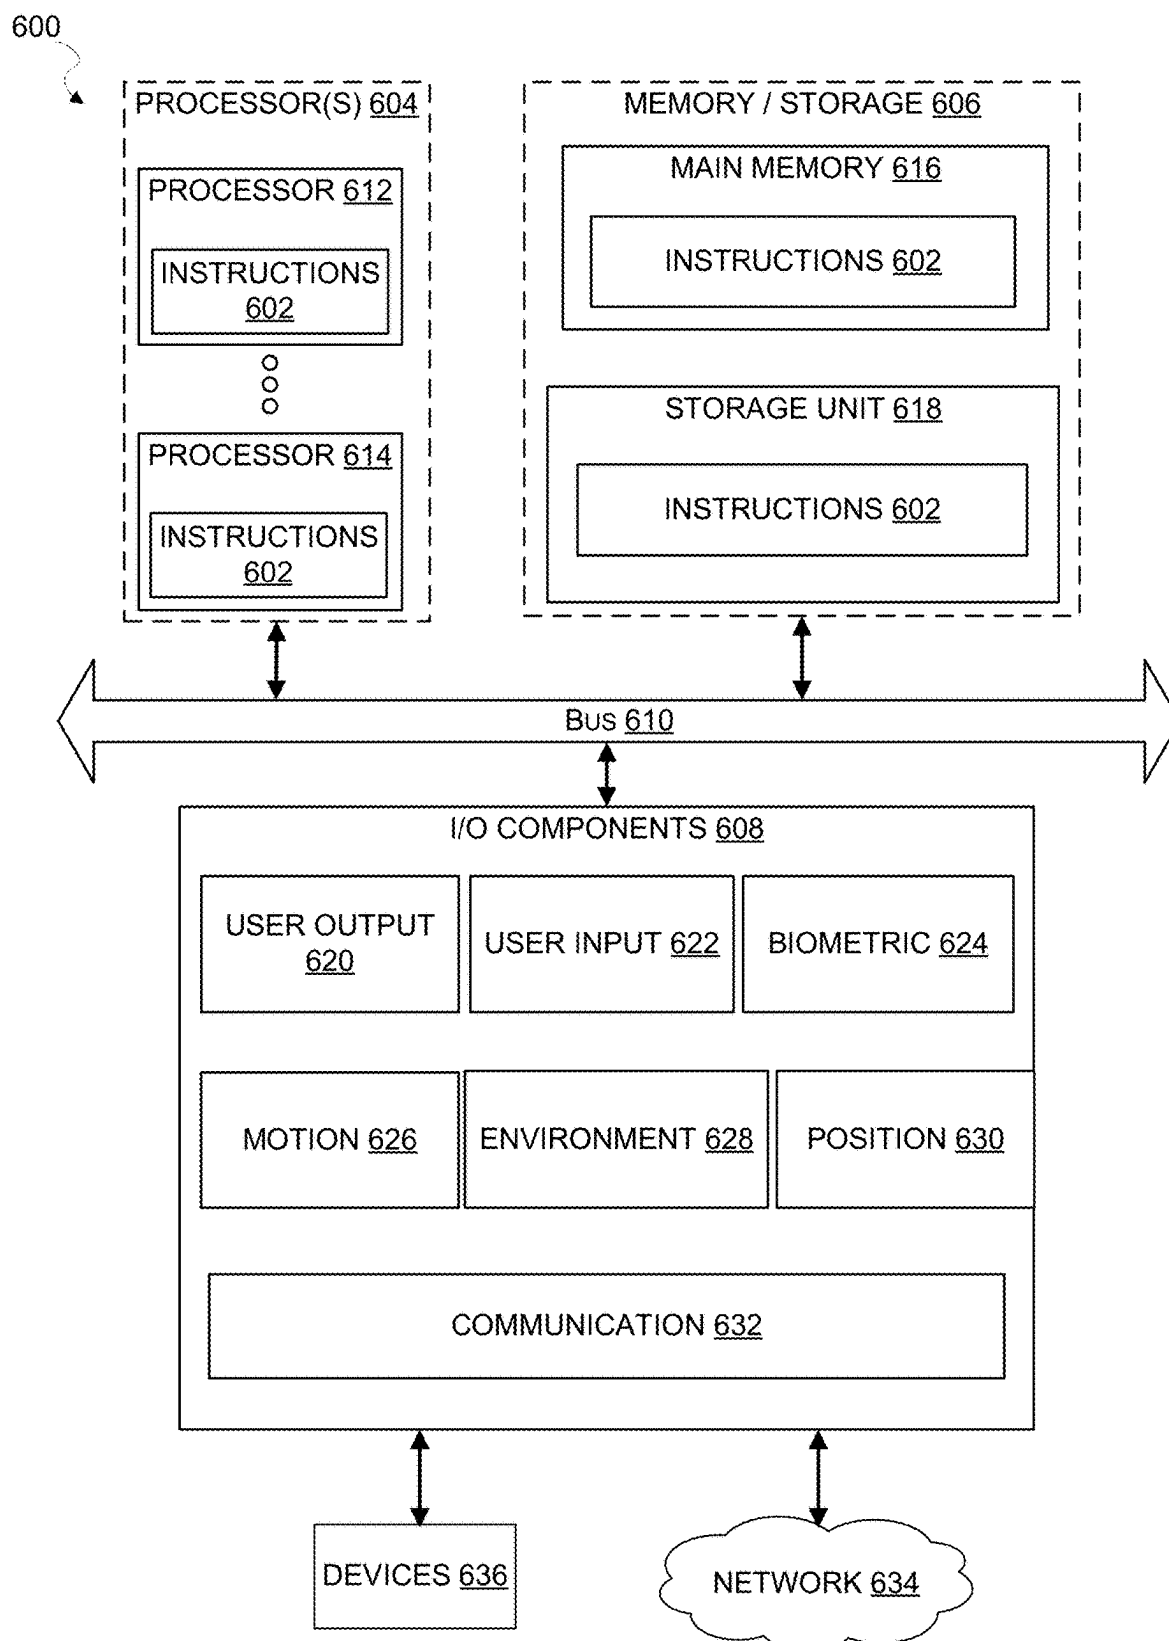 600
PROCESSOR(S) 604
PROCESSOR 612
INSTRUCTIONS
602
PROCESSOR 614
INSTRUCTIONS
602
MEMORY / STORAGE 606
MAIN MEMORY 616
INSTRUCTIONS 602
STORAGE UNIT 618
INSTRUCTIONS 602
BUS 610
I/O COMPONENTS 608
USER OUTPUT
620
USER INPUT 622
BIOMETRIC 624
MOTION 626
ENVIRONMENT 628
POSITION 630
COMMUNICATION 632
DEVICES 636
NETWORK 634